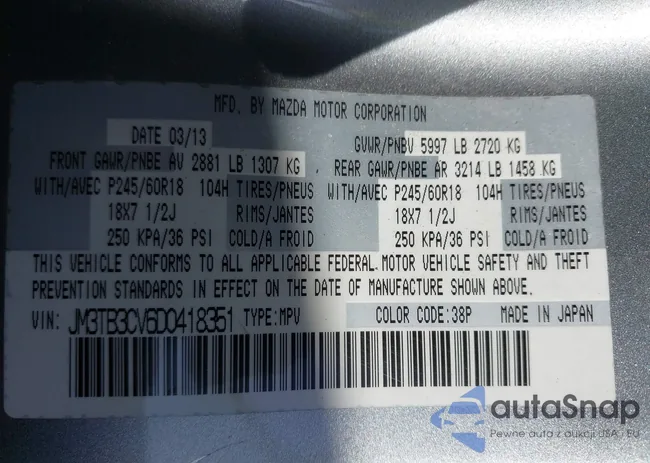 MFD. BY MAZDA MOTOR CORPORATION
DATE 03/13 GVWR/PNBV 5997 LB 2720 KG
FRONT GAWR/PNBE AV 2881 LB 1307 KG REAR GAWR/PNBE AR 3214 LB 1458 KG
WITH/AVEC P245/60R18 104H TIRES/PNEUS WITH/AVEC P245/60R18 104H TIRES/PNEUS
18X7 1/2J RIMS/JANTES 18X7 1/2J RIMS/JANTES
250 KPA/36 PSI COLD/A FROID 250 KPA/36 PSI COLD/A FROID
THIS VEHICLE CONFORMS TO ALL APPLICABLE FEDERAL MOTOR VEHICLE SAFETY AND THEFT
PREVENTION STANDARDS IN EFFECT ON THE DATE OF MANUFACTURE SHOWN ABOVE.
VIN: JM3TB3CV6D0418351 TYPE:MPV COLOR CODE:38P MADE IN JAPAN
autaSnap
Pewne auta z aukcji USA i EU